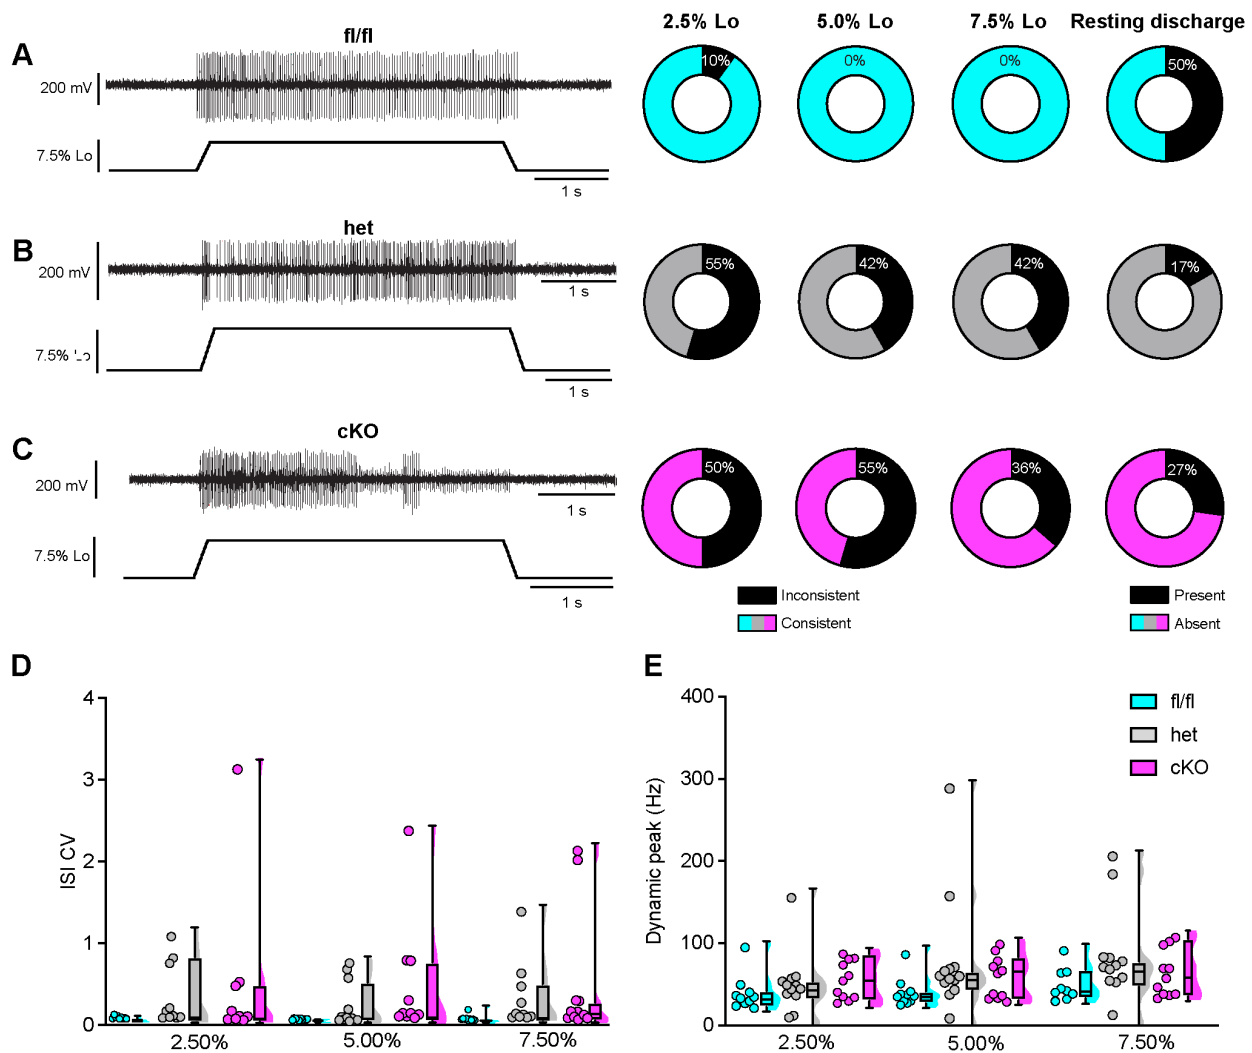 A
fl/fl
200 mV
7.5% Lo
1 s
2.5% Lo
5.0% Lo
7.5% Lo
Resting discharge
10%
0%
0%
50%
B
het
200 mV
1 s
7.5%
1 s
55%
42%
42%
17%
C
cKO
200 mV
1 s
7.5% Lo
1 s
50%
55%
36%
27%
Inconsistent
Consistent
Present
Absent
D
ISI CV
4
3
2
1
0
2.50%
5.00%
7.50%
E
Dynamic peak (Hz)
400
300
200
100
0
2.50%
5.00%
7.50%
fl/fl
het
cKO